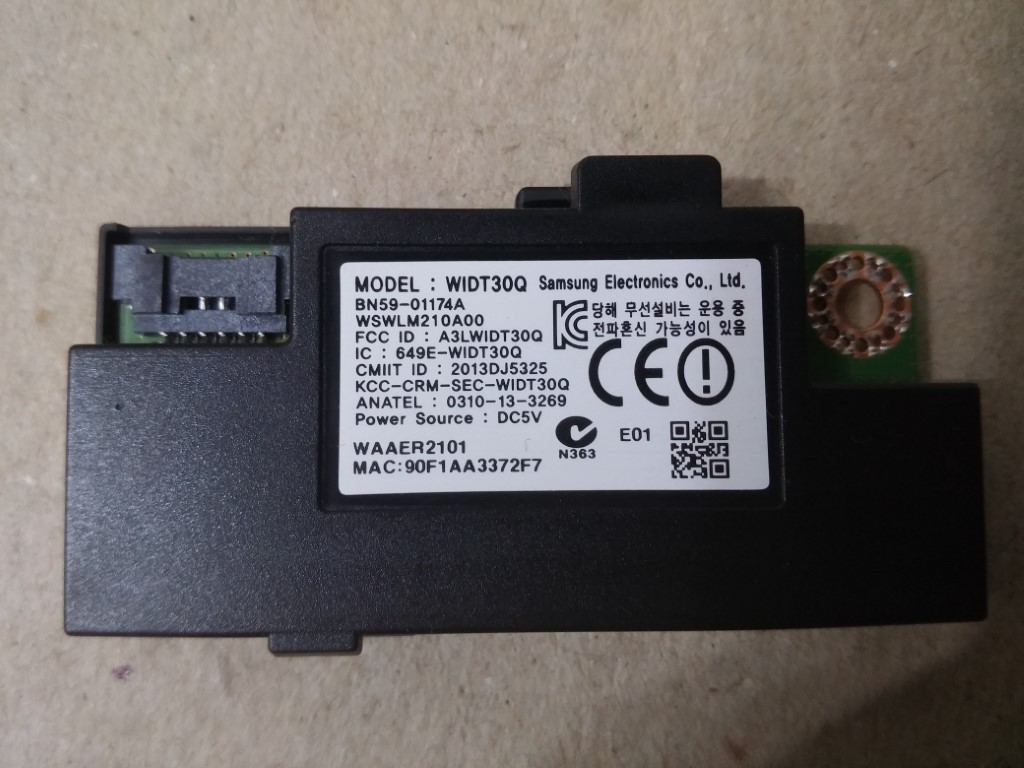 MODEL : WIDT30Q Samsung Electronics Co., Ltd.
BN59-01174A
WSWLM210A00
FCC ID : A3LWIDT30Q
IC : 649E-WIDT30Q
CMIIT ID : 2013DJ5325
KCC-CRM-SEC-WIDT30Q
ANATEL : 0310-13-3269
Power Source : DC5V
WAAER2101
MAC:90F1AA3372F7
당해 무선설비는 운용 중
전파혼신 가능성이 있음
CE
N363
E01